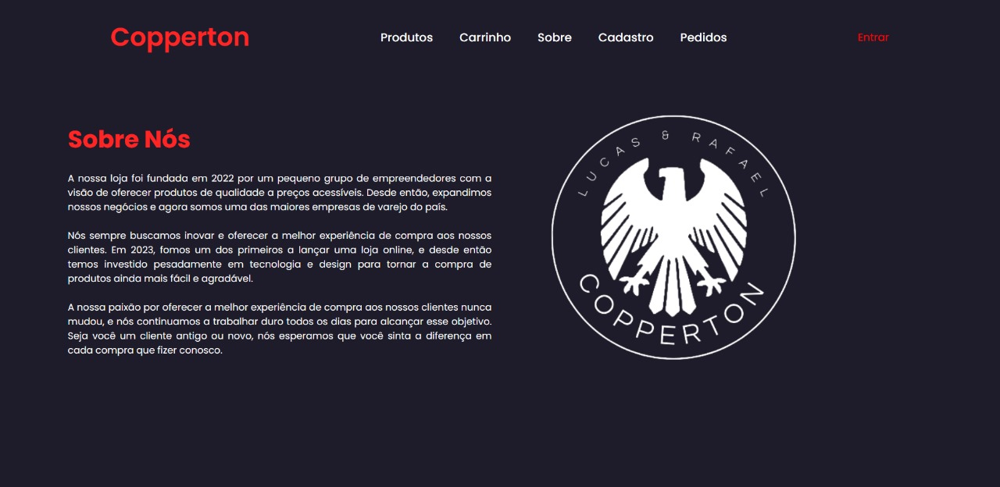 Copperton
Produtos
Carrinho
Sobre
Cadastro
Pedidos
Entrar
Sobre Nós
A nossa loja foi fundada em 2022 por um pequeno grupo de empreendedores com a
visão de oferecer produtos de qualidade a preços acessíveis. Desde então, expandimos
nossos negócios e agora somos uma das maiores empresas de varejo do país.
Nós sempre buscamos inovar e oferecer a melhor experiência de compra aos nossos
clientes. Em 2023, fomos um dos primeiros a lançar uma loja online, e desde então
temos investido pesadamente em tecnologia e design para tornar a compra de
produtos ainda mais fácil e agradável.
A nossa paixão por oferecer a melhor experiência de compra aos nossos clientes nunca
mudou, e nós continuamos a trabalhar duro todos os dias para alcançar esse objetivo.
Seja você um cliente antigo ou novo, nós esperamos que você sinta a diferença em
cada compra que fizer conosco.
LUCAS & RAFAEL
COPPERTON